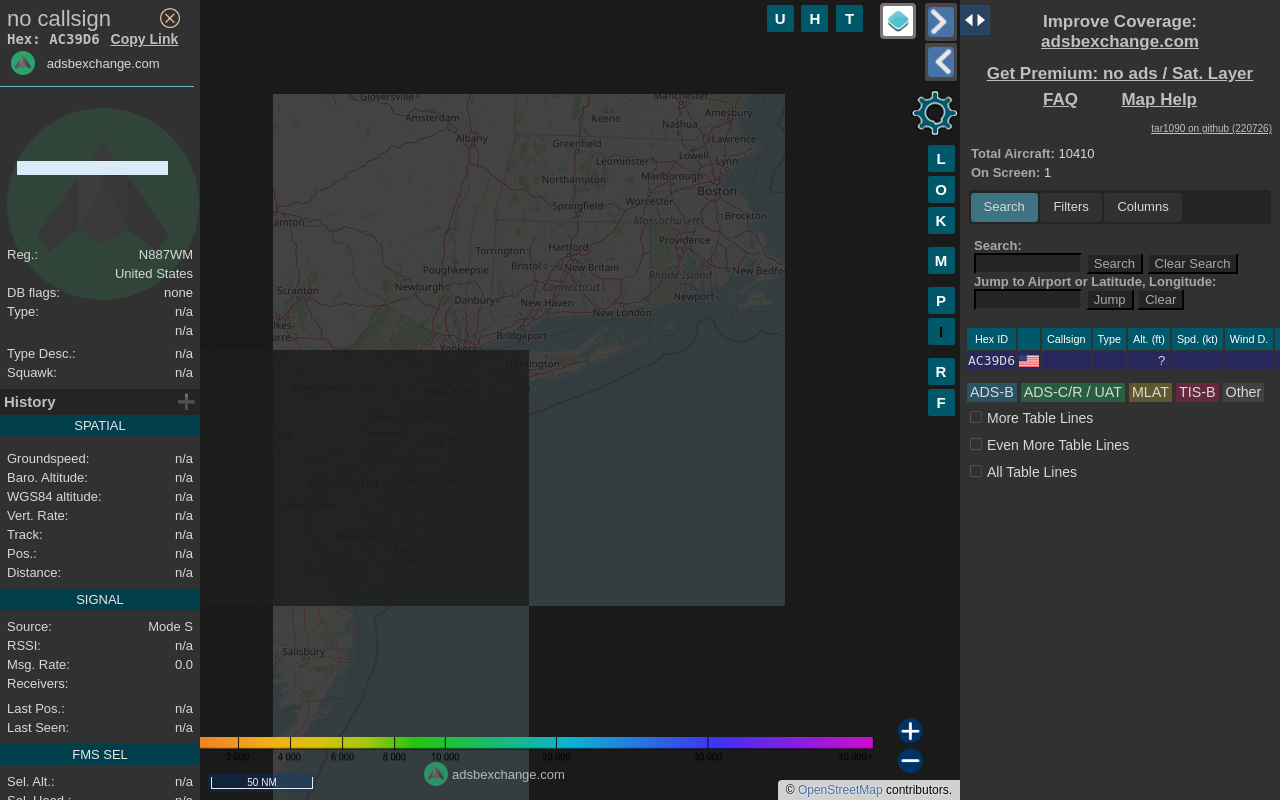 no callsign
Hex: AC39D6 Copy Link
adsbexchange.com
Reg.: N887WM
United States
DB flags: none
Type: n/a
n/a
Type Desc.: n/a
Squawk: n/a
History
SPATIAL
Groundspeed: n/a
Baro. Altitude: n/a
WGS84 altitude: n/a
Vert. Rate: n/a
Track: n/a
Pos.: n/a
Distance: n/a
SIGNAL
Source: Mode S
RSSI: n/a
Msg. Rate: 0.0
Receivers:
Last Pos.: n/a
Last Seen: n/a
FMS SEL
Sel. Alt.: n/a
Sel. Head.: n/a
U H T
L
O
K
M
P
I
R
F
Gloversville
Manchester
Amsterdam
Keene
Amesbury
Nashua
Albany
Lawrence
Greenfield
Leominster
Lowell
Lynn
Northampton
Marlborough
Boston
Springfield
Worcester
Brockton
Massachusetts
Providence
Torrington
Hartford
Poughkeepsie
Bristol
New Britain
Rhode Island
New Bedfo
Scranton
Newburgh
Connecticut
Danbury
New Haven
Newport
New London
Bridgeport
Yonkers
Huntington
New York
Philadelphia
Salisbury
2 000 4 000 6 000 8 000 10 000 20 000 30 000 40 000+
50 NM
adsbexchange.com
© OpenStreetMap contributors.
Improve Coverage:
adsbexchange.com
Get Premium: no ads / Sat. Layer
FAQ Map Help
tar1090 on github (220726)
Total Aircraft: 10410
On Screen: 1
Search Filters Columns
Search:
Search Clear Search
Jump to Airport or Latitude, Longitude:
Jump Clear
Hex ID Callsign Type Alt. (ft) Spd. (kt) Wind D.
AC39D6 ?
ADS-B ADS-C/R / UAT MLAT TIS-B Other
More Table Lines
Even More Table Lines
All Table Lines